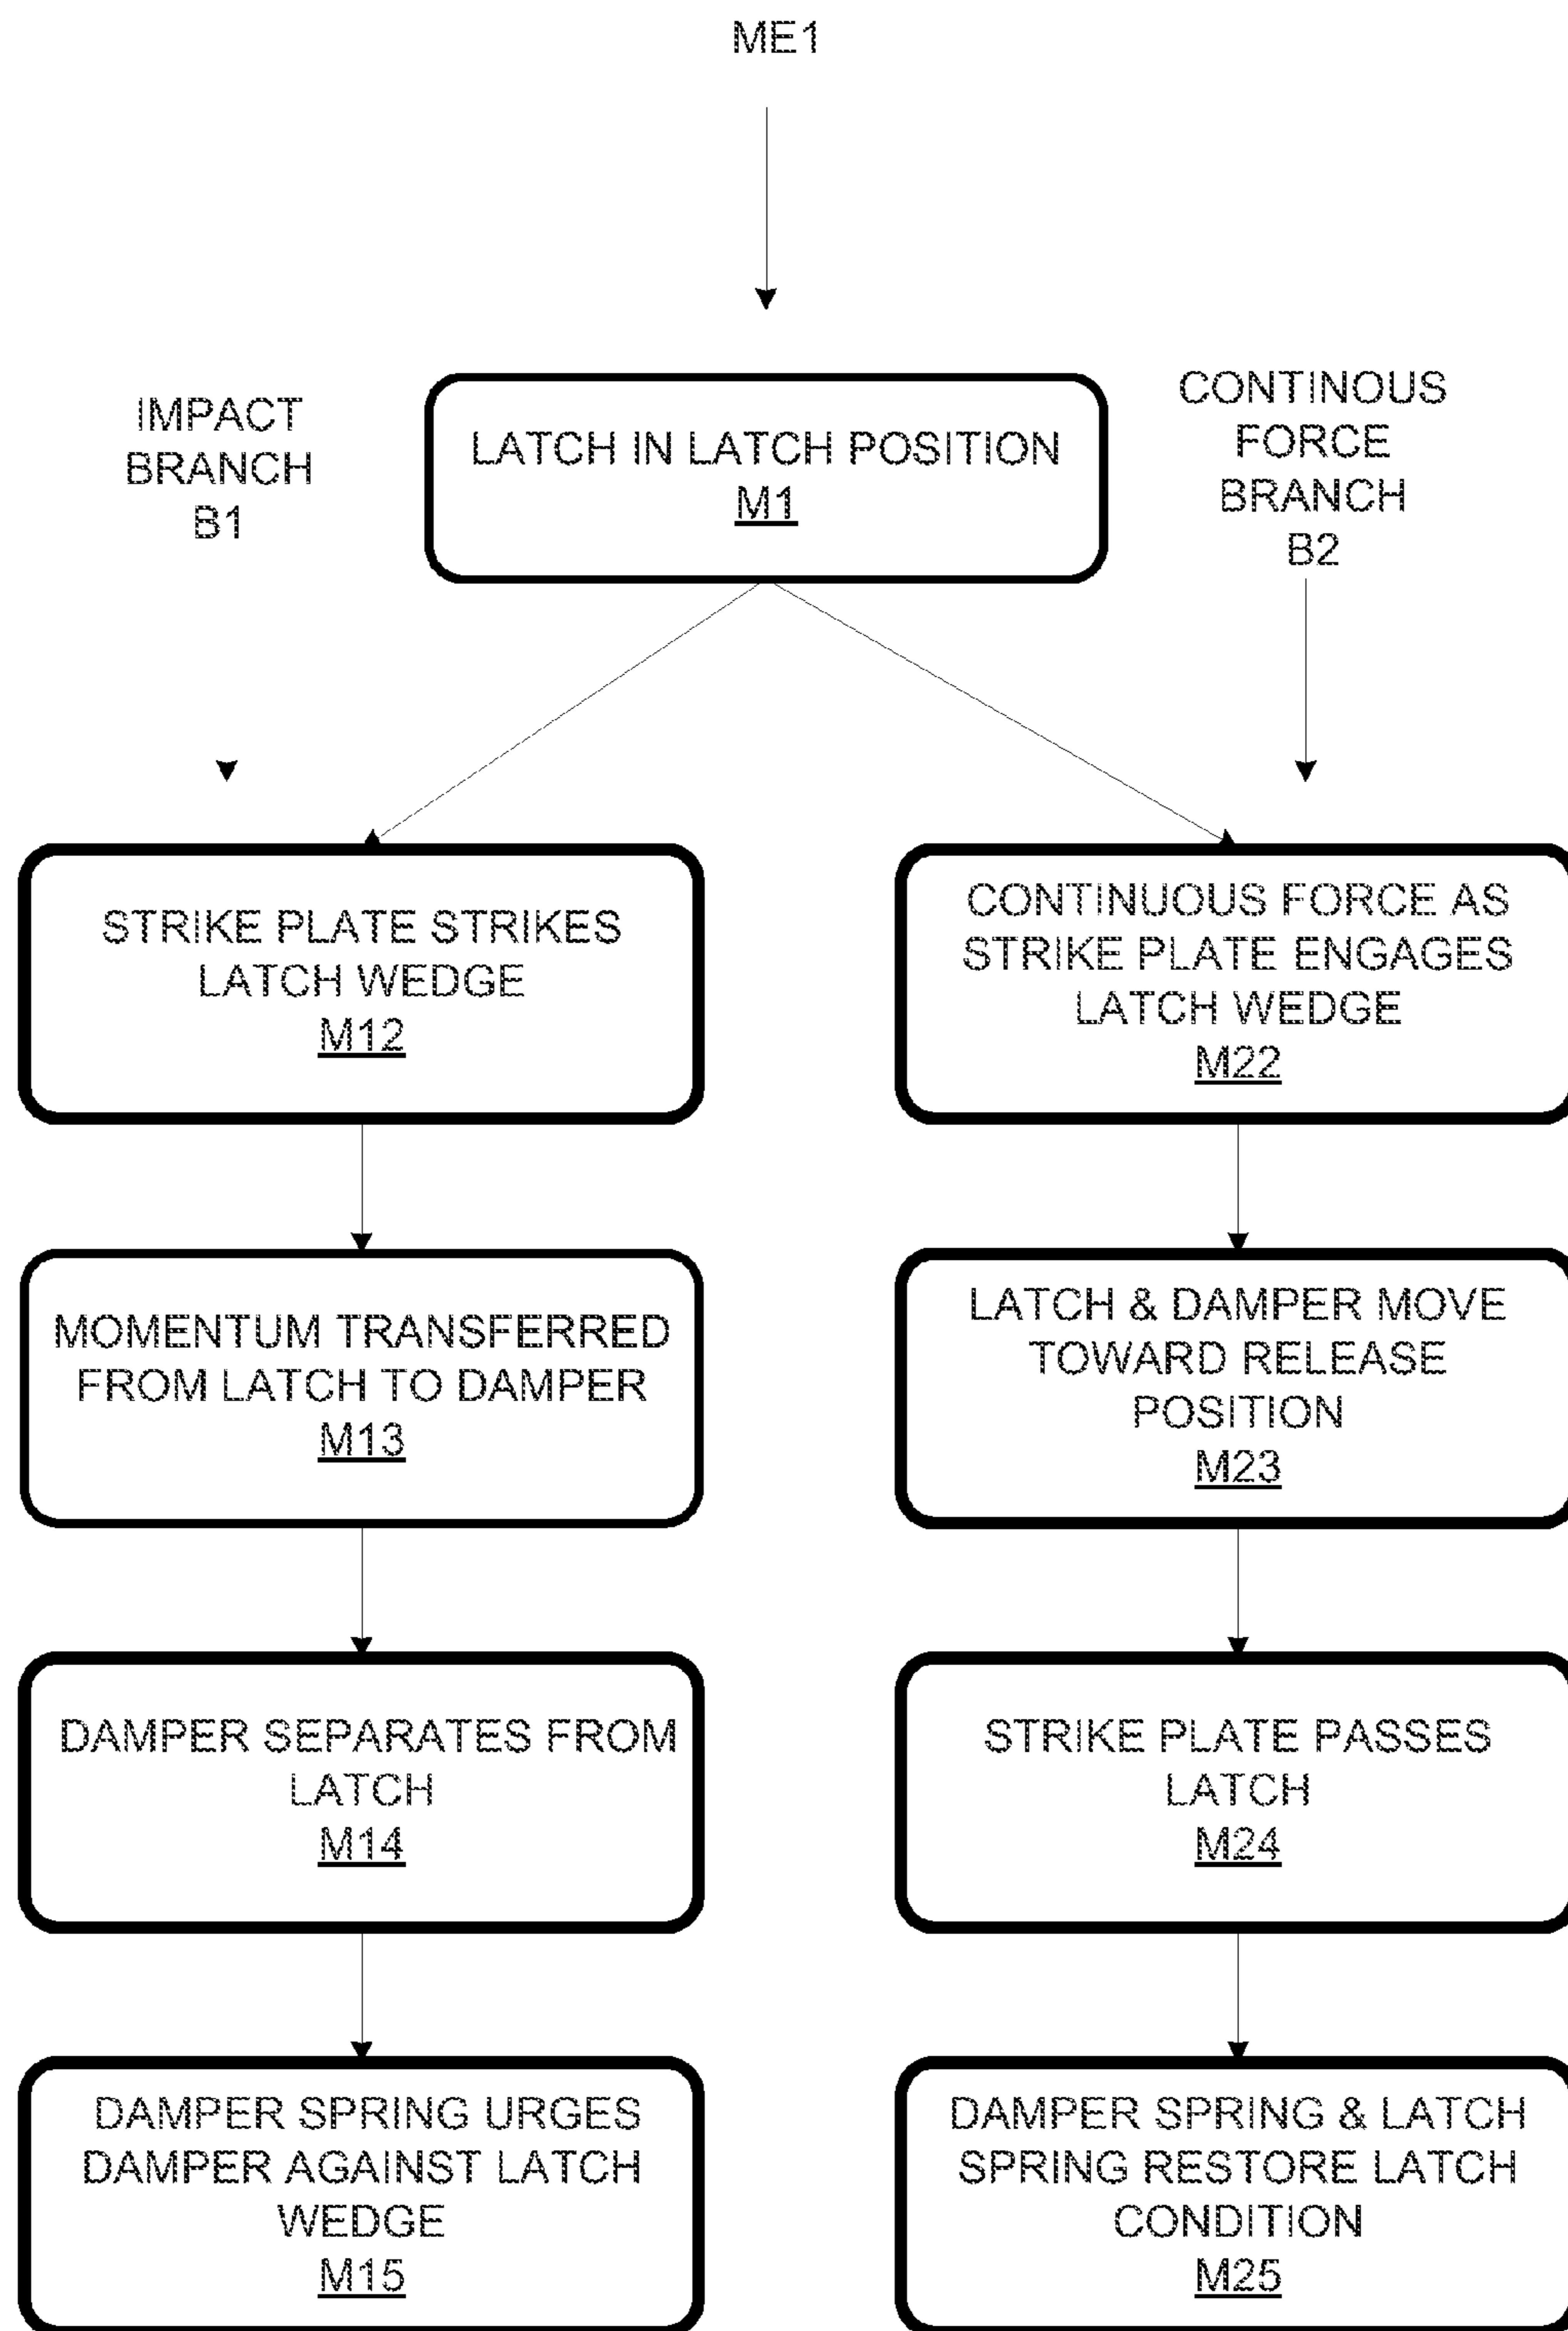 ME1
LATCH IN LATCH POSITION
M1
IMPACT
BRANCH
B1
CONTINOUS
FORCE
BRANCH
B2
STRIKE PLATE STRIKES
LATCH WEDGE
M12
MOMENTUM TRANSFERRED
FROM LATCH TO DAMPER
M13
DAMPER SEPARATES FROM
LATCH
M14
DAMPER SPRING URGES
DAMPER AGAINST LATCH
WEDGE
M15
CONTINUOUS FORCE AS
STRIKE PLATE ENGAGES
LATCH WEDGE
M22
LATCH & DAMPER MOVE
TOWARD RELEASE
POSITION
M23
STRIKE PLATE PASSES
LATCH
M24
DAMPER SPRING & LATCH
SPRING RESTORE LATCH
CONDITION
M25